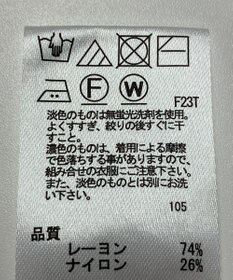 F W
F23T
淡色のものは無蛍光洗剤を使用。
よくすすぎ、絞りの後すぐに干
すこと。
濃色のものは、着用による摩擦
で色落ちする事がありますので、
組み合せの衣服にご注意下さい。
また、淡色のものとは別にお洗
い下さい。
105
品質
レーヨン 74%
ナイロン 26%